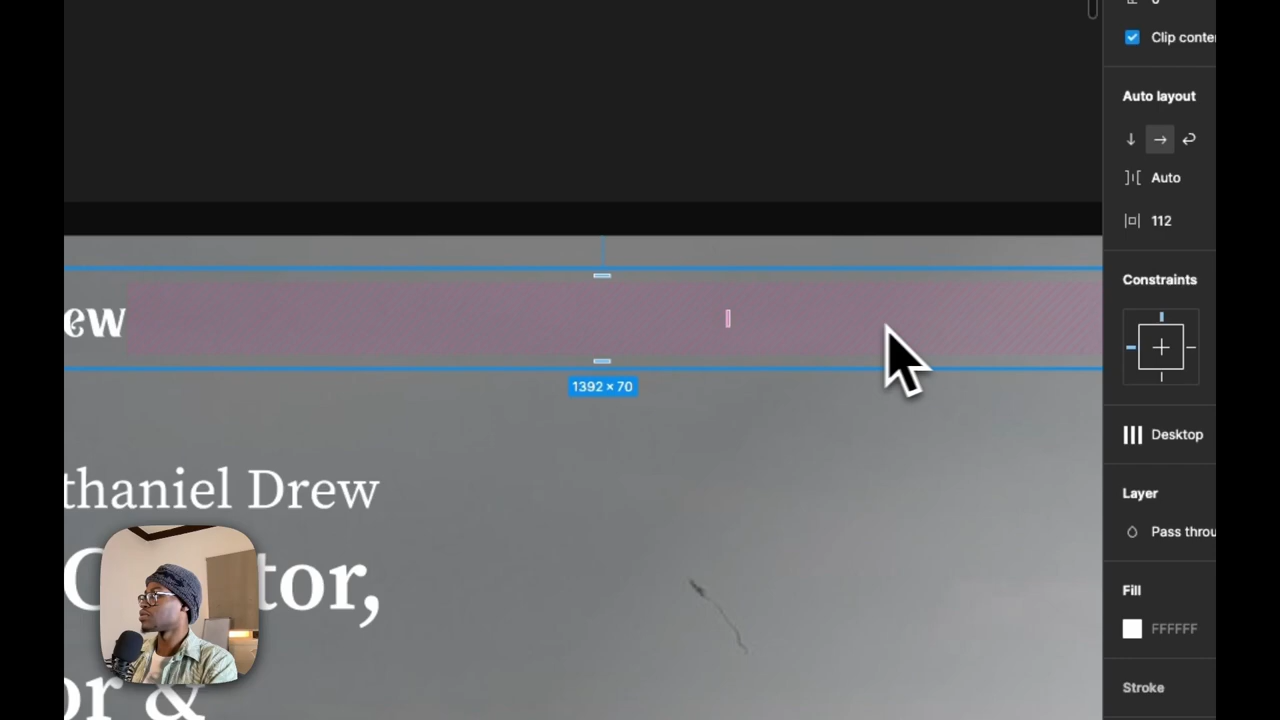 Clip conter
Auto layout
Auto
112
Constraints
ew
1392 × 70
Desktop
thaniel Drew
Layer
Pass throu
tor,
Fill
FFFFFF
or &
Stroke